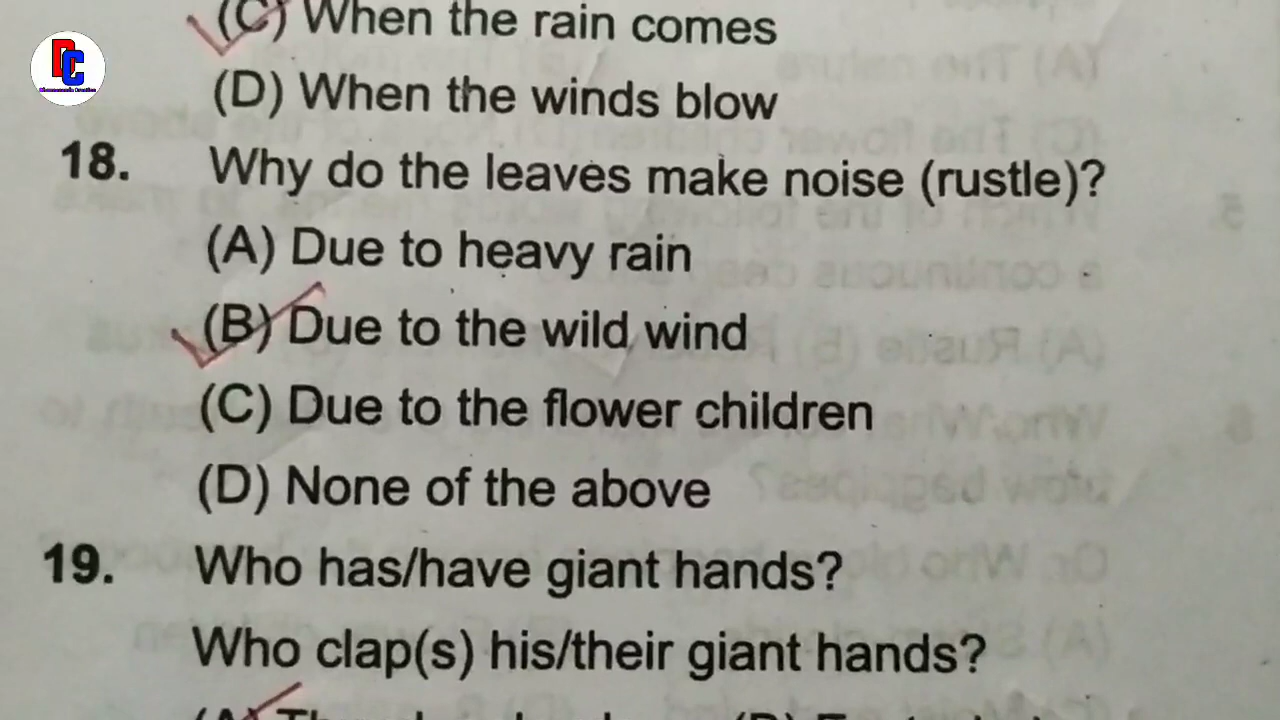 DC
(C) When the rain comes
(D) When the winds blow
18. Why do the leaves make noise (rustle)?
(A) Due to heavy rain
(B) Due to the wild wind
(C) Due to the flower children
(D) None of the above
19. Who has/have giant hands?
Who clap(s) his/their giant hands?